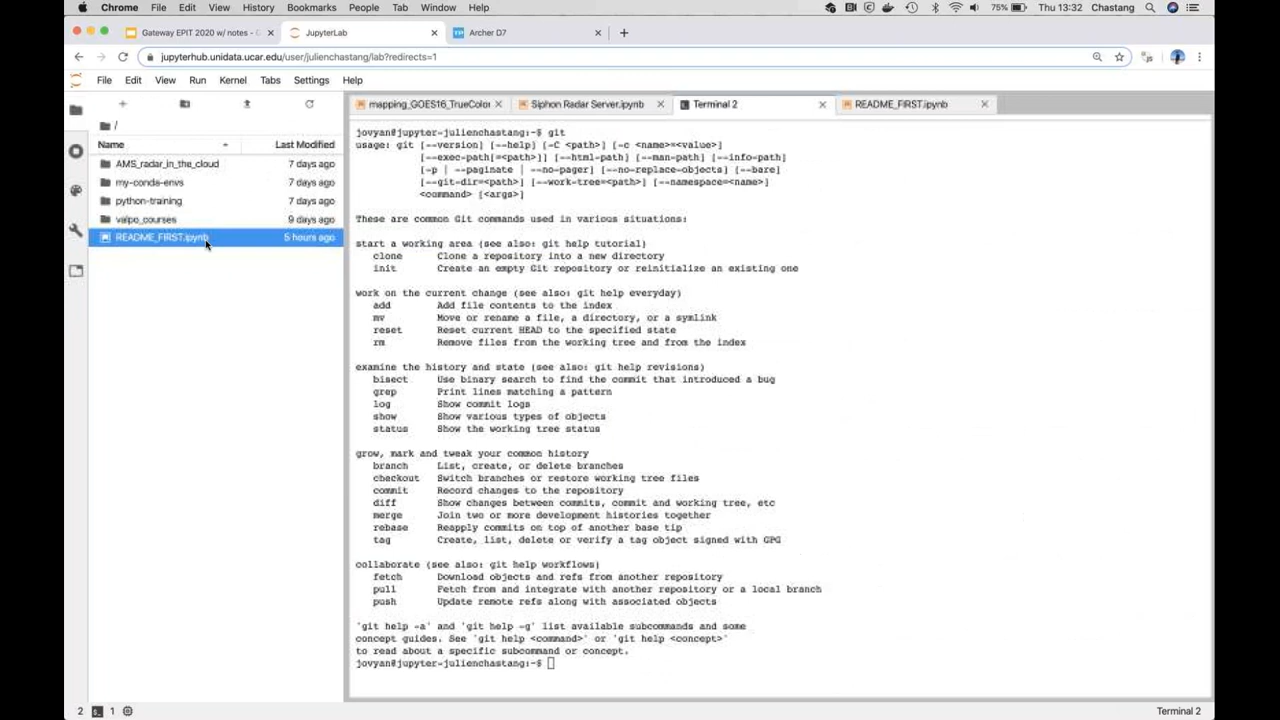 Chrome File Edit View History Bookmarks People Tab Window Help 75% Thu 13:32 Chastang
Gateway EPIT 2020 w/ notes - G JupyterLab Archer D7
jupyterhub.unidata.ucar.edu/user/julienchastang/lab?redirects=1
File Edit View Run Kernel Tabs Settings Help
mapping_GOES16_TrueColor Siphon Radar Server.ipynb Terminal 2 README_FIRST.ipynb
/
Name Last Modified
AMS_radar_in_the_cloud 7 days ago
my-conda-envs 7 days ago
python-training 7 days ago
valpo_courses 9 days ago
README_FIRST.ipynb 5 hours ago
jovyan@jupyter-julienchastang:~$ git
usage: git [--version] [--help] [-C <path>] [-c <name>=<value>]
[--exec-path[=<path>]] [--html-path] [--man-path] [--info-path]
[-p | --paginate | --no-pager] [--no-replace-objects] [--bare]
[--git-dir=<path>] [--work-tree=<path>] [--namespace=<name>]
<command> [<args>]
These are common Git commands used in various situations:
start a working area (see also: git help tutorial)
clone Clone a repository into a new directory
init Create an empty Git repository or reinitialize an existing one
work on the current change (see also: git help everyday)
add Add file contents to the index
mv Move or rename a file, a directory, or a symlink
reset Reset current HEAD to the specified state
rm Remove files from the working tree and from the index
examine the history and state (see also: git help revisions)
bisect Use binary search to find the commit that introduced a bug
grep Print lines matching a pattern
log Show commit logs
show Show various types of objects
status Show the working tree status
grow, mark and tweak your common history
branch List, create, or delete branches
checkout Switch branches or restore working tree files
commit Record changes to the repository
diff Show changes between commits, commit and working tree, etc
merge Join two or more development histories together
rebase Reapply commits on top of another base tip
tag Create, list, delete or verify a tag object signed with GPG
collaborate (see also: git help workflows)
fetch Download objects and refs from another repository
pull Fetch from and integrate with another repository or a local branch
push Update remote refs along with associated objects
'git help -a' and 'git help -g' list available subcommands and some
concept guides. See 'git help <command>' or 'git help <concept>'
to read about a specific subcommand or concept.
jovyan@jupyter-julienchastang:~$
2 1 Terminal 2